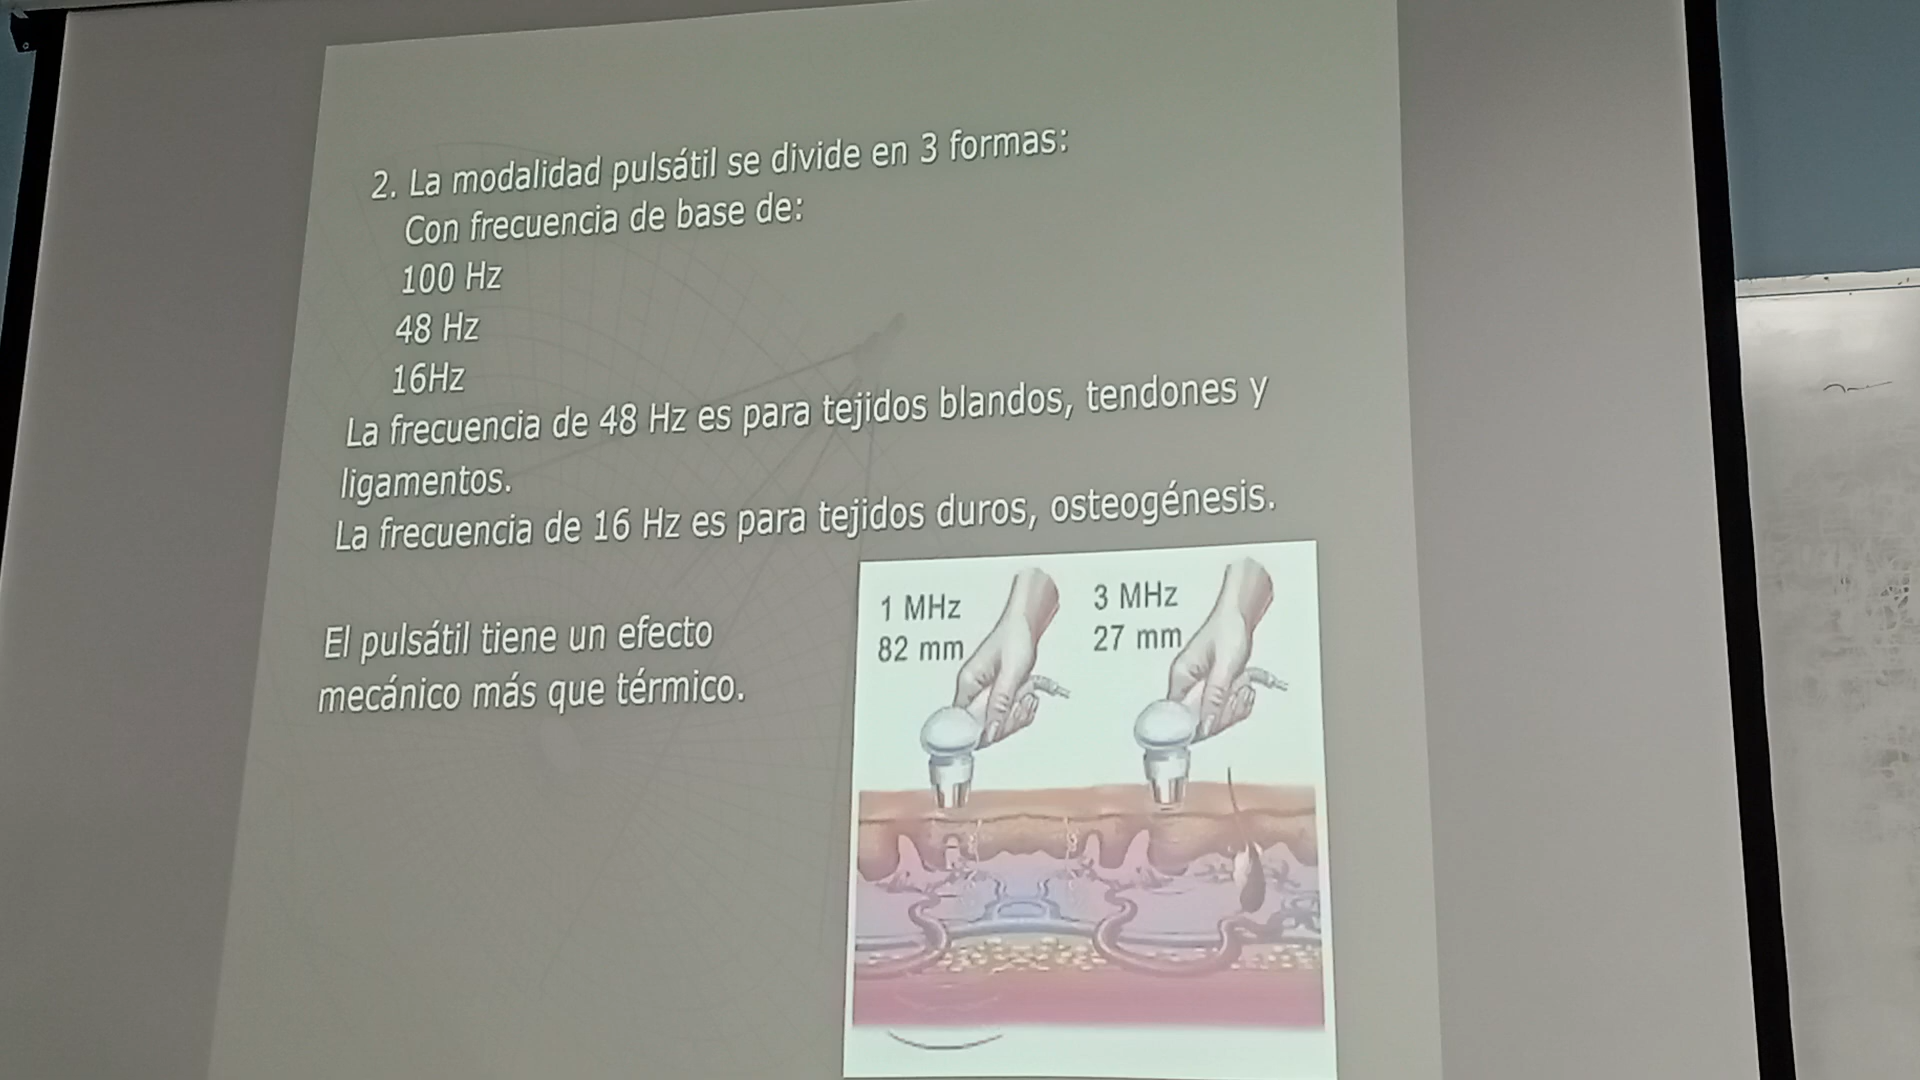 2. La modalidad pulsátil se divide en 3 formas:
Con frecuencia de base de:
100 Hz
48 Hz
16Hz
La frecuencia de 48 Hz es para tejidos blandos, tendones y
ligamentos.
La frecuencia de 16 Hz es para tejidos duros, osteogénesis.
El pulsátil tiene un efecto
mecánico más que térmico.
1 MHz
82 mm
3 MHz
27 mm